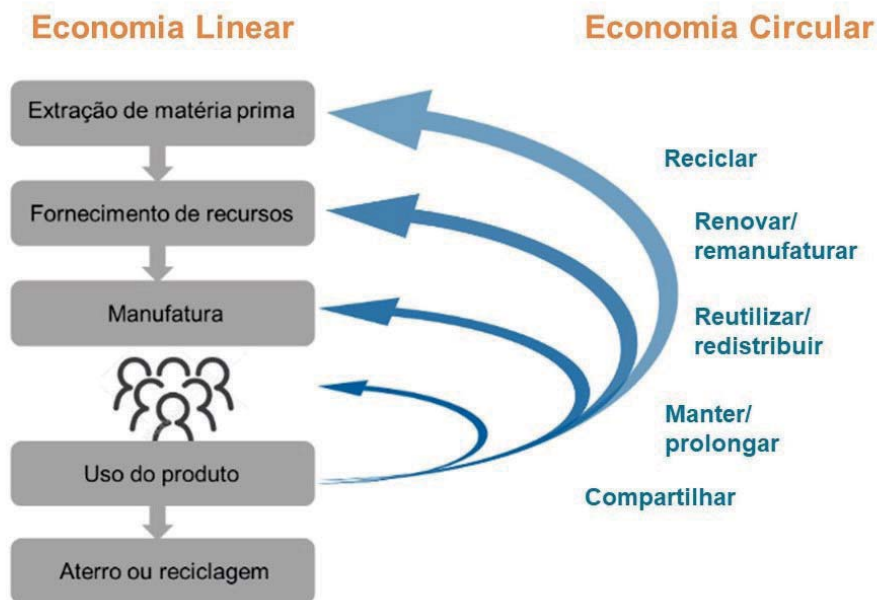 Economia Linear
Economia Circular
Extração de matéria prima
Fornecimento de recursos
Manufatura
Uso do produto
Aterro ou reciclagem
Reciclar
Renovar/
remanufaturar
Reutilizar/
redistribuir
Manter/
prolongar
Compartilhar